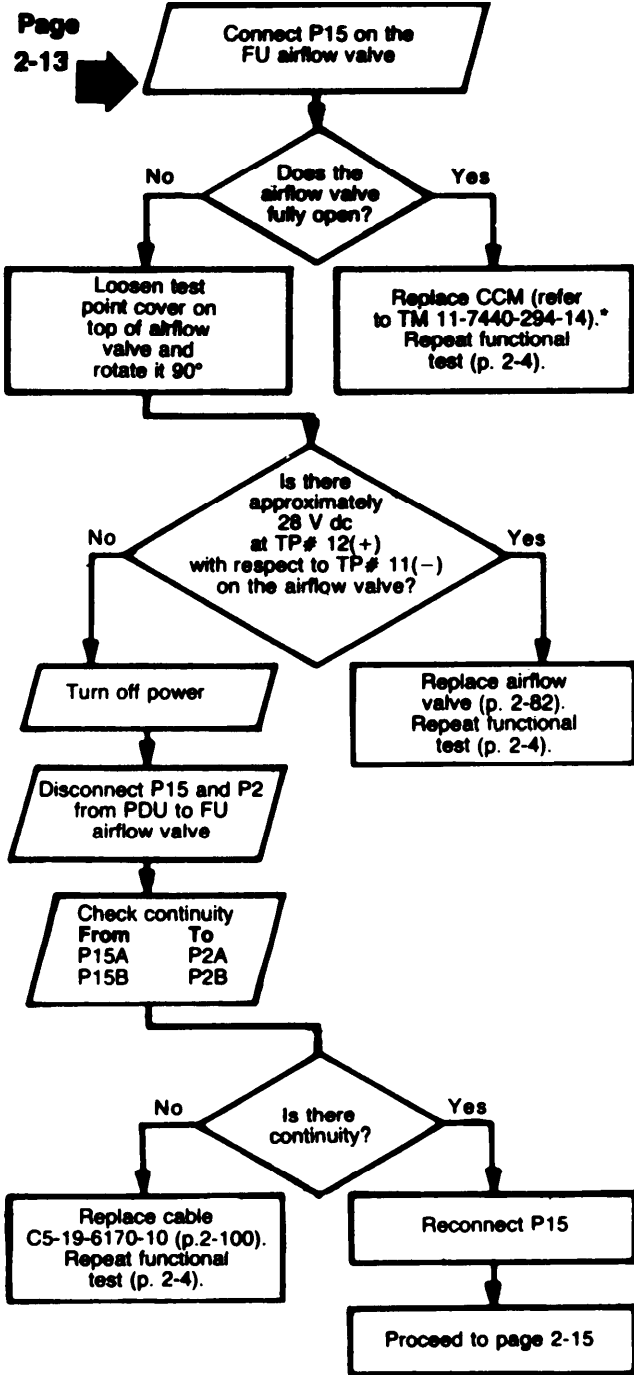 Page
2-13
Connect P15 on the
FU airflow valve
Does the
airflow valve
fully open?
No
Yes
Loosen test
point cover on
top of airflow
valve and
rotate it 90°
Replace CCM (refer
to TM 11-7440-294-14).*
Repeat functional
test (p. 2-4).
Is there
approximately
28 V dc
at TP# 12(+)
with respect to TP# 11(−)
on the airflow valve?
No
Yes
Turn off power
Replace airflow
valve (p. 2-82).
Repeat functional
test (p. 2-4).
Disconnect P15 and P2
from PDU to FU
airflow valve
Check continuity
From To
P15A P2A
P15B P2B
Is there
continuity?
No
Yes
Replace cable
C5-19-6170-10 (p.2-100).
Repeat functional
test (p. 2-4).
Reconnect P15
Proceed to page 2-15